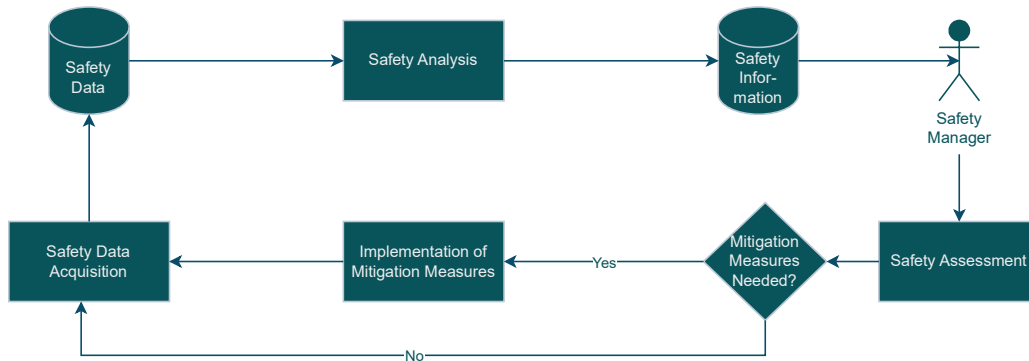 Safety
Data
Safety Analysis
Safety
Infor-
mation
Safety
Manager
Safety Data
Acquisition
Implementation of
Mitigation Measures
Yes
Mitigation
Measures
Needed?
Safety Assessment
No